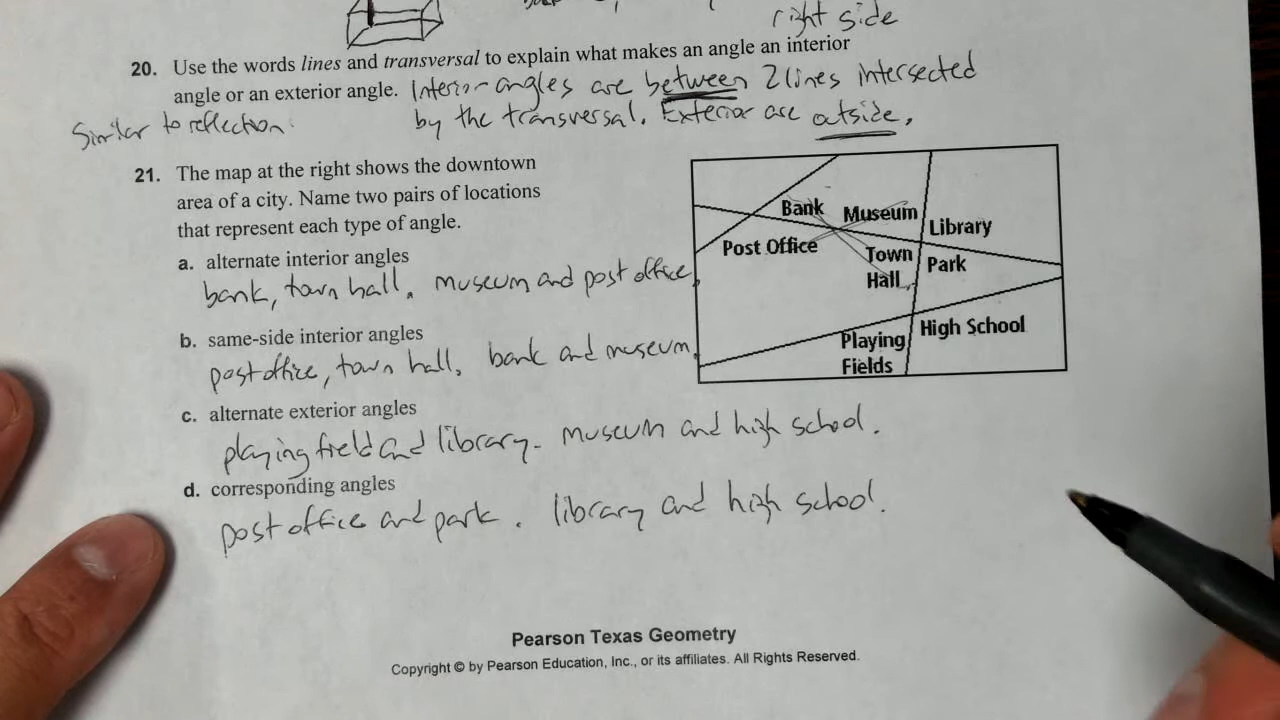 right side
20. Use the words lines and transversal to explain what makes an angle an interior
angle or an exterior angle. Interior angles are between 2 lines intersected
Similar to reflection. by the transversal. Exterior are outside.
21. The map at the right shows the downtown
area of a city. Name two pairs of locations
that represent each type of angle.
a. alternate interior angles
bank, town hall. museum and post office.
b. same-side interior angles
post office, town hall. bank and museum.
c. alternate exterior angles
playing field and library. museum and high school.
d. corresponding angles
post office and park. library and high school.
Bank Museum Library
Post Office Town Hall Park
Playing Fields High School
Pearson Texas Geometry
Copyright © by Pearson Education, Inc., or its affiliates. All Rights Reserved.